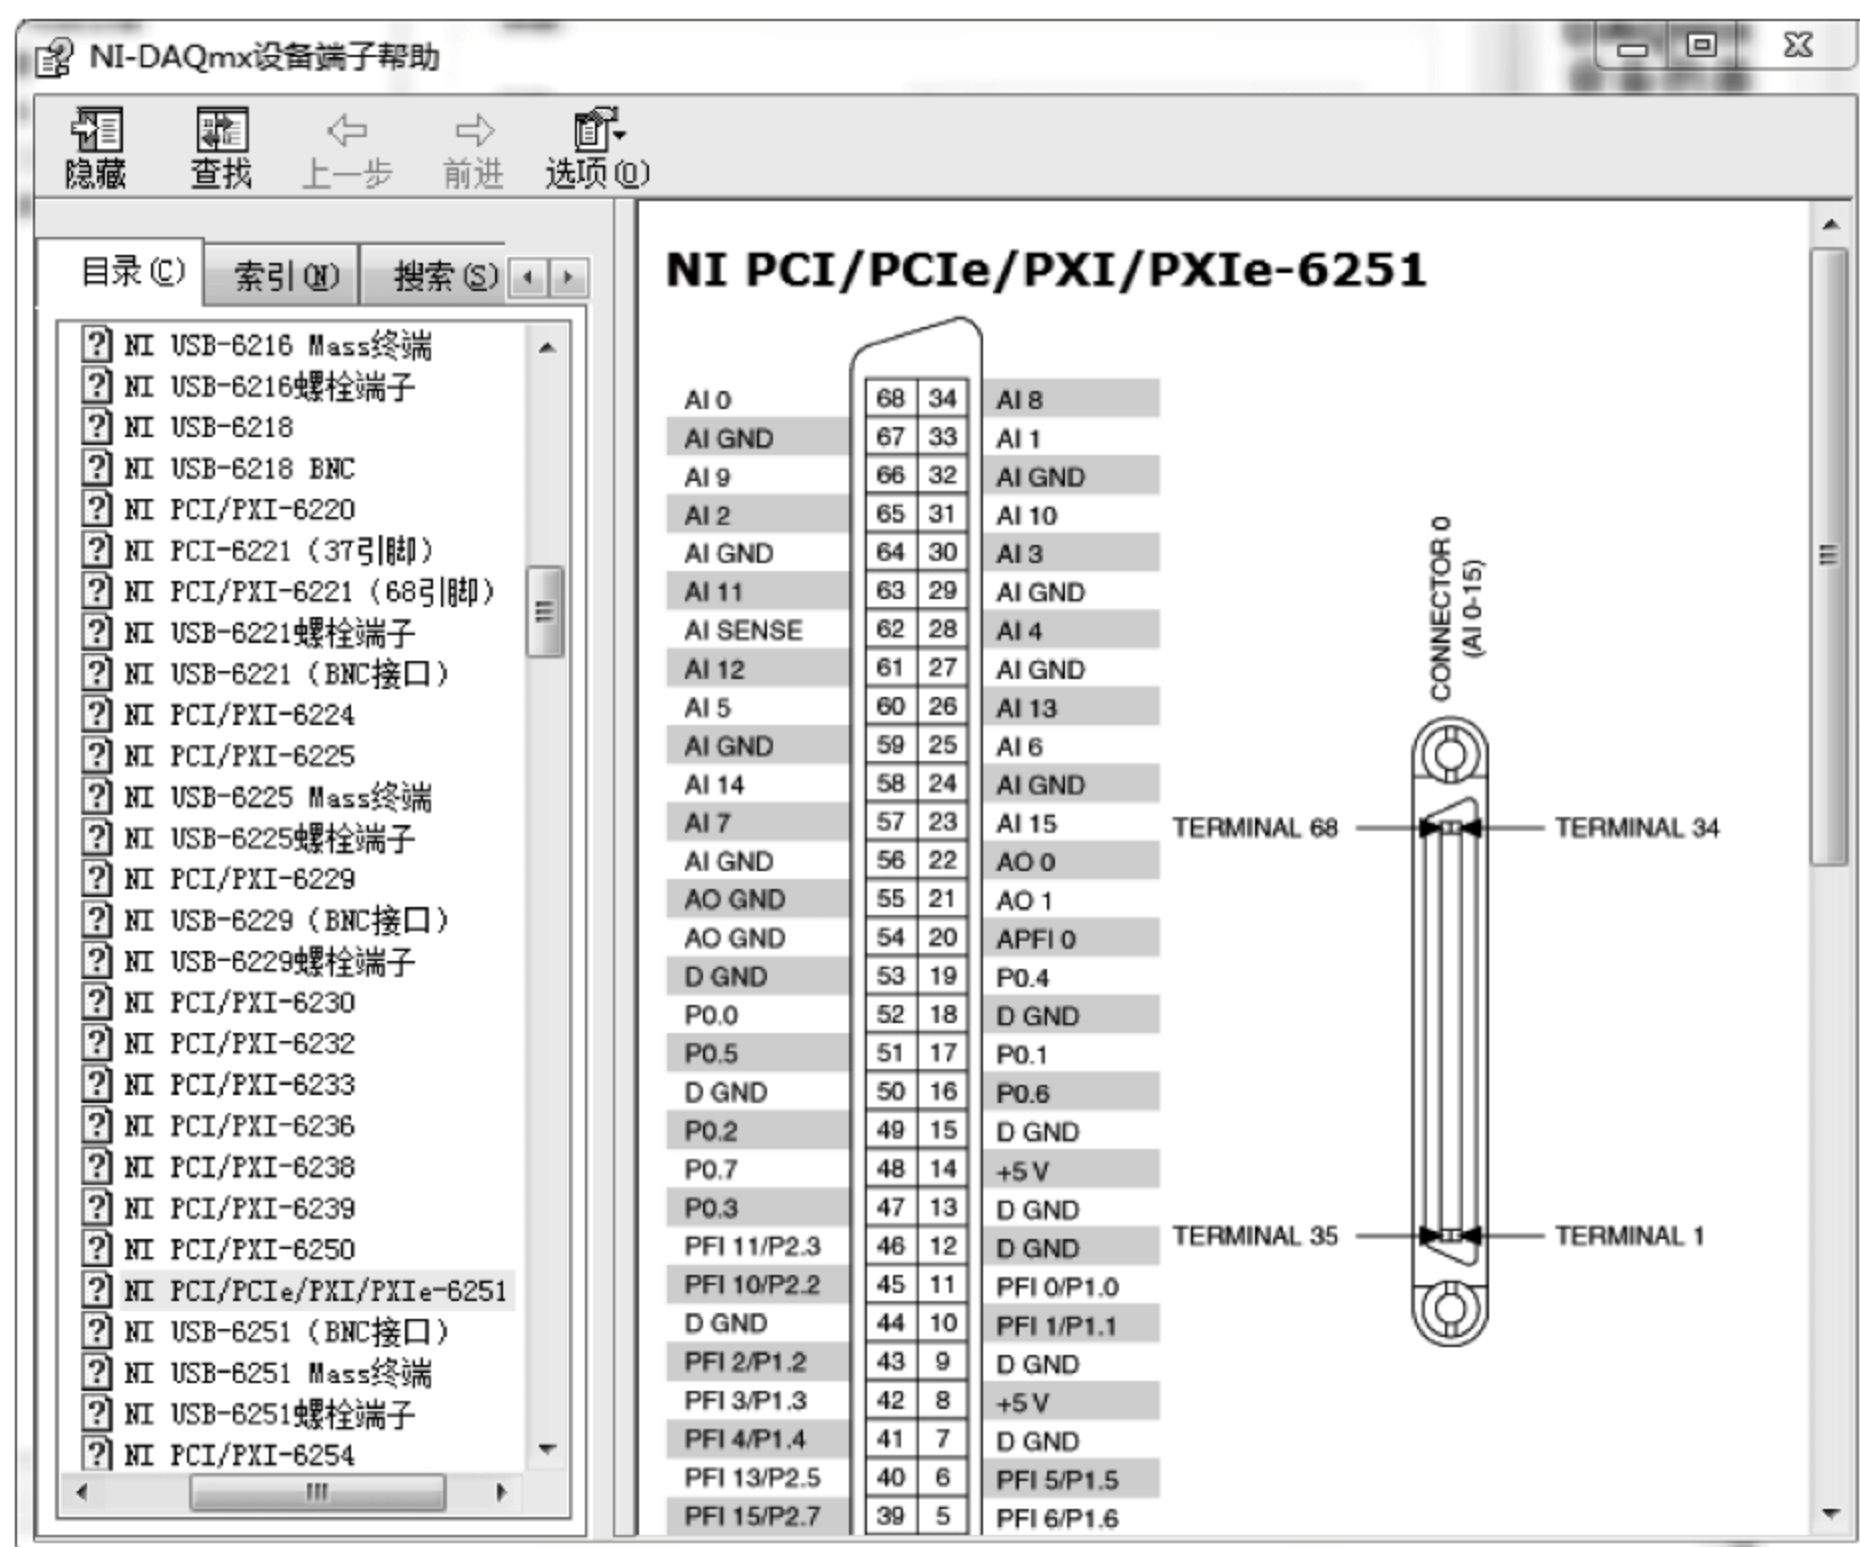 NI-DAQmx设备端子帮助
隐藏 查找 上一步 前进 选项(O)
目录(C) 索引(N) 搜索(S)
NI USB-6216 Mass终端
NI USB-6216螺栓端子
NI USB-6218
NI USB-6218 BNC
NI PCI/PXI-6220
NI PCI-6221 (37引脚)
NI PCI/PXI-6221 (68引脚)
NI USB-6221螺栓端子
NI USB-6221 (BNC接口)
NI PCI/PXI-6224
NI PCI/PXI-6225
NI USB-6225 Mass终端
NI USB-6225螺栓端子
NI PCI/PXI-6229
NI USB-6229 (BNC接口)
NI USB-6229螺栓端子
NI PCI/PXI-6230
NI PCI/PXI-6232
NI PCI/PXI-6233
NI PCI/PXI-6236
NI PCI/PXI-6238
NI PCI/PXI-6239
NI PCI/PXI-6250
NI PCI/PCIe/PXI/PXIe-6251
NI USB-6251 (BNC接口)
NI USB-6251 Mass终端
NI USB-6251螺栓端子
NI PCI/PXI-6254
NI PCI/PCIe/PXI/PXIe-6251
AI 0 68 34 AI 8
AI GND 67 33 AI 1
AI 9 66 32 AI GND
AI 2 65 31 AI 10
AI GND 64 30 AI 3
AI 11 63 29 AI GND
AI SENSE 62 28 AI 4
AI 12 61 27 AI GND
AI 5 60 26 AI 13
AI GND 59 25 AI 6
AI 14 58 24 AI GND
AI 7 57 23 AI 15
AI GND 56 22 AO 0
AO GND 55 21 AO 1
AO GND 54 20 APFI 0
D GND 53 19 P0.4
P0.0 52 18 D GND
P0.5 51 17 P0.1
D GND 50 16 P0.6
P0.2 49 15 D GND
P0.7 48 14 +5 V
P0.3 47 13 D GND
PFI 11/P2.3 46 12 D GND
PFI 10/P2.2 45 11 PFI 0/P1.0
D GND 44 10 PFI 1/P1.1
PFI 2/P1.2 43 9 D GND
PFI 3/P1.3 42 8 +5 V
PFI 4/P1.4 41 7 D GND
PFI 13/P2.5 40 6 PFI 5/P1.5
PFI 15/P2.7 39 5 PFI 6/P1.6
CONNECTOR 0
(AI 0-15)
TERMINAL 68 TERMINAL 34
TERMINAL 35 TERMINAL 1